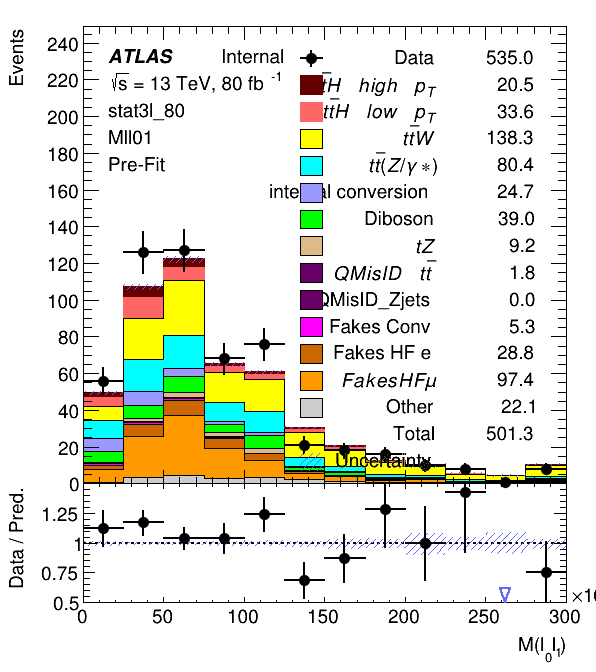 Events
240
220
200
180
160
140
120
100
80
60
40
20
0
ATLAS Internal
√s = 13 TeV, 80 fb -1
stat3l_80
Mll01
Pre-Fit
Data 535.0
tH high pT 20.5
ttH low pT 33.6
ttW 138.3
tt(Z/γ *) 80.4
internal conversion 24.7
Diboson 39.0
tZ 9.2
QMisID tt 1.8
QMisID_Zjets 0.0
Fakes Conv 5.3
Fakes HF e 28.8
FakesHFμ 97.4
Other 22.1
Total 501.3
Uncertainty
Data / Pred.
1.25
1
0.75
0.5
0 50 100 150 200 250 300
M(l0l1)